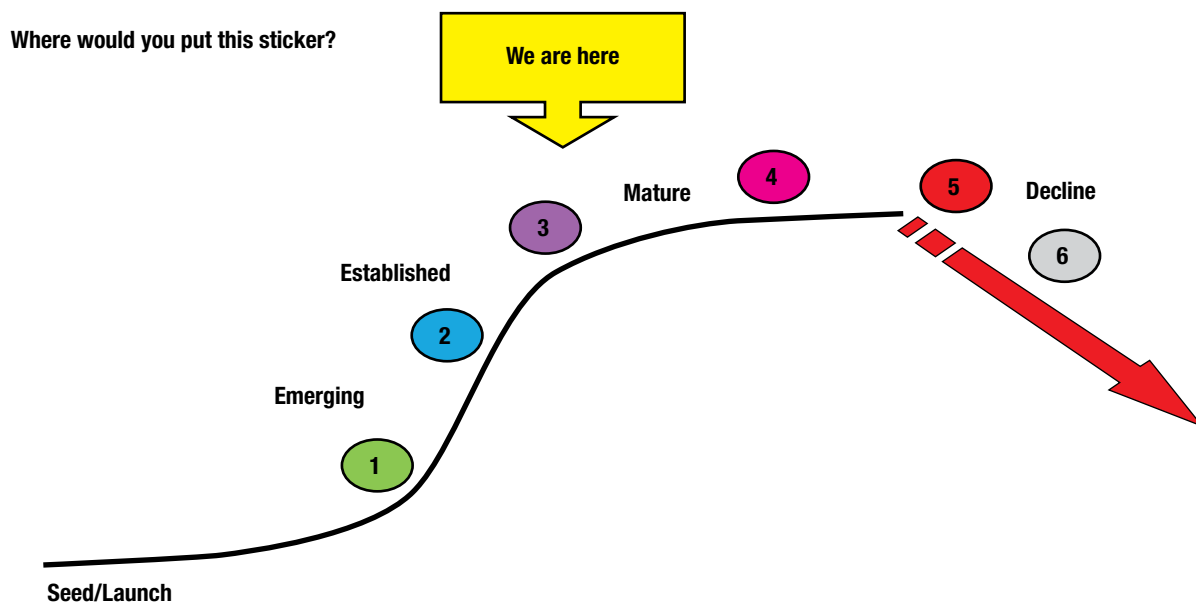 Where would you put this sticker?
We are here
4
Mature
5
Decline
3
6
Established
2
Emerging
1
Seed/Launch